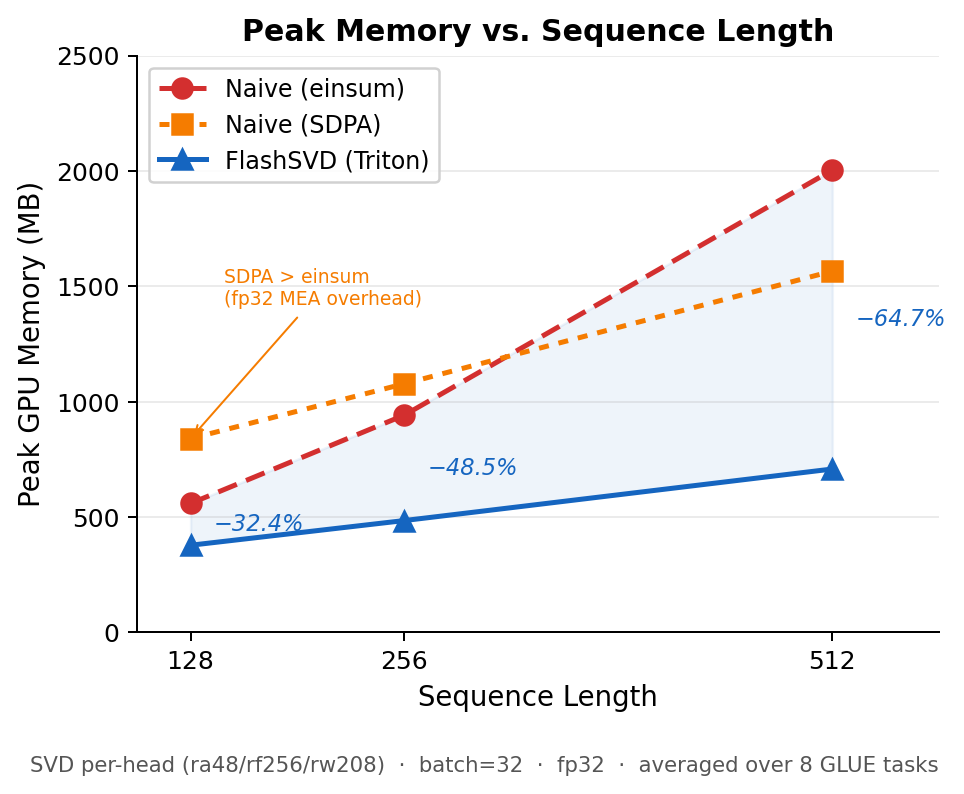 Peak Memory vs. Sequence Length
Peak GPU Memory (MB)
2500
2000
1500
1000
500
0
Naive (einsum)
Naive (SDPA)
FlashSVD (Triton)
SDPA > einsum
(fp32 MEA overhead)
−32.4%
−48.5%
−64.7%
128
256
512
Sequence Length
SVD per-head (ra48/rf256/rw208) · batch=32 · fp32 · averaged over 8 GLUE tasks